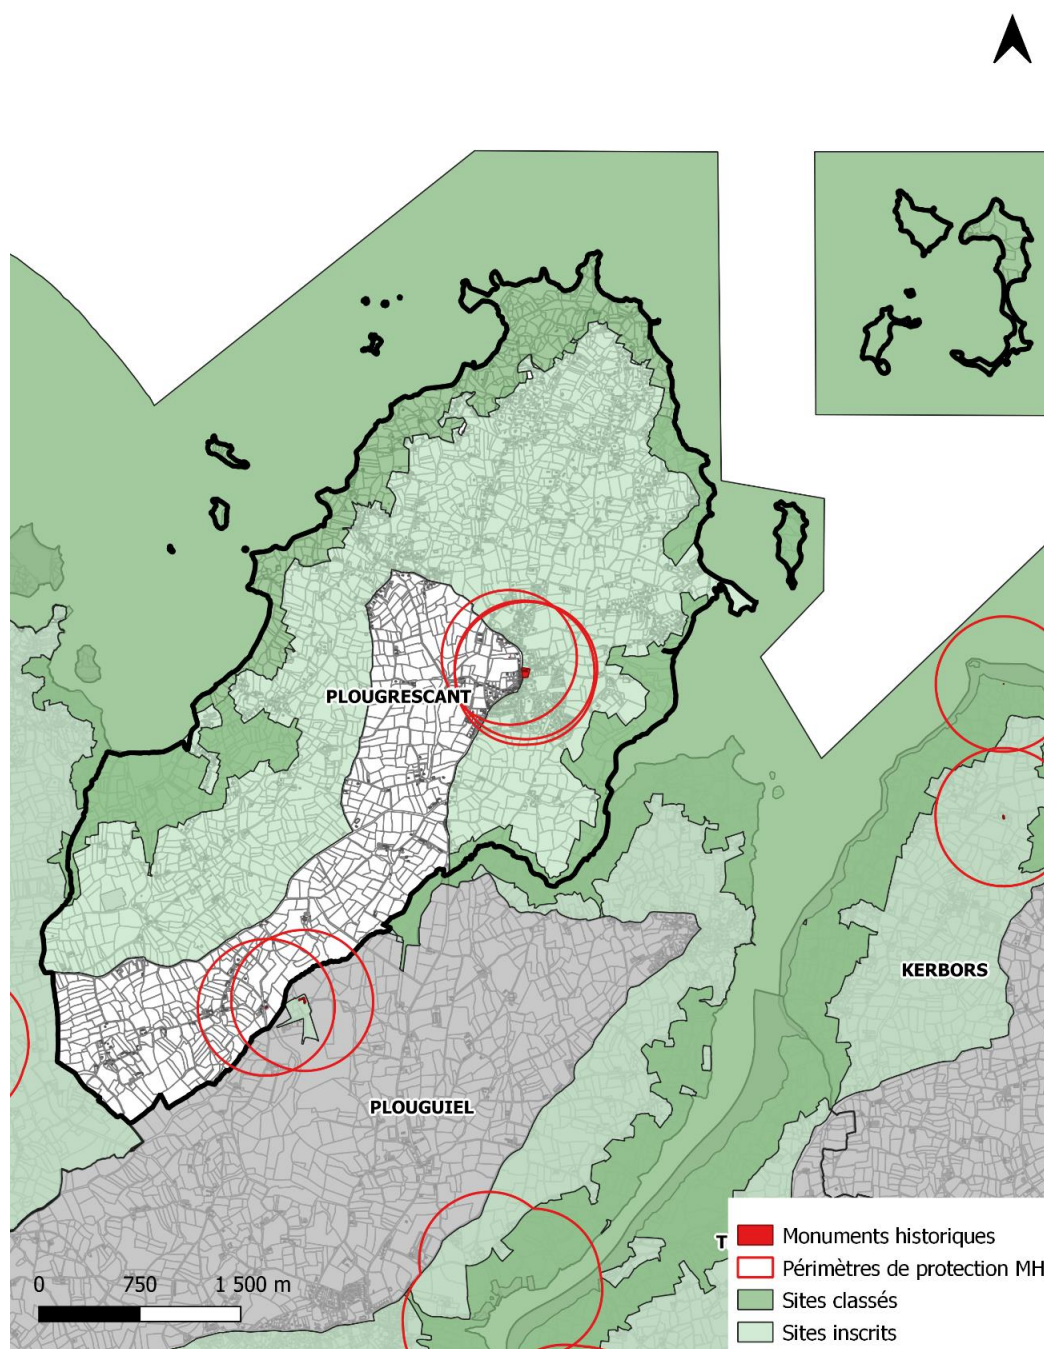 PLOUGRESCANT
KERBORS
PLOUGUIEL
T
0 750 1 500 m
Monuments historiques
Périmètres de protection MH
Sites classés
Sites inscrits